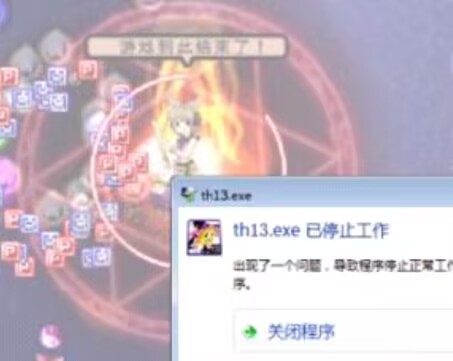 游戏到此结束了！
th13.exe
th13.exe 已停止工作
出现了一个问题，导致程序停止正常工作
序。
关闭程序